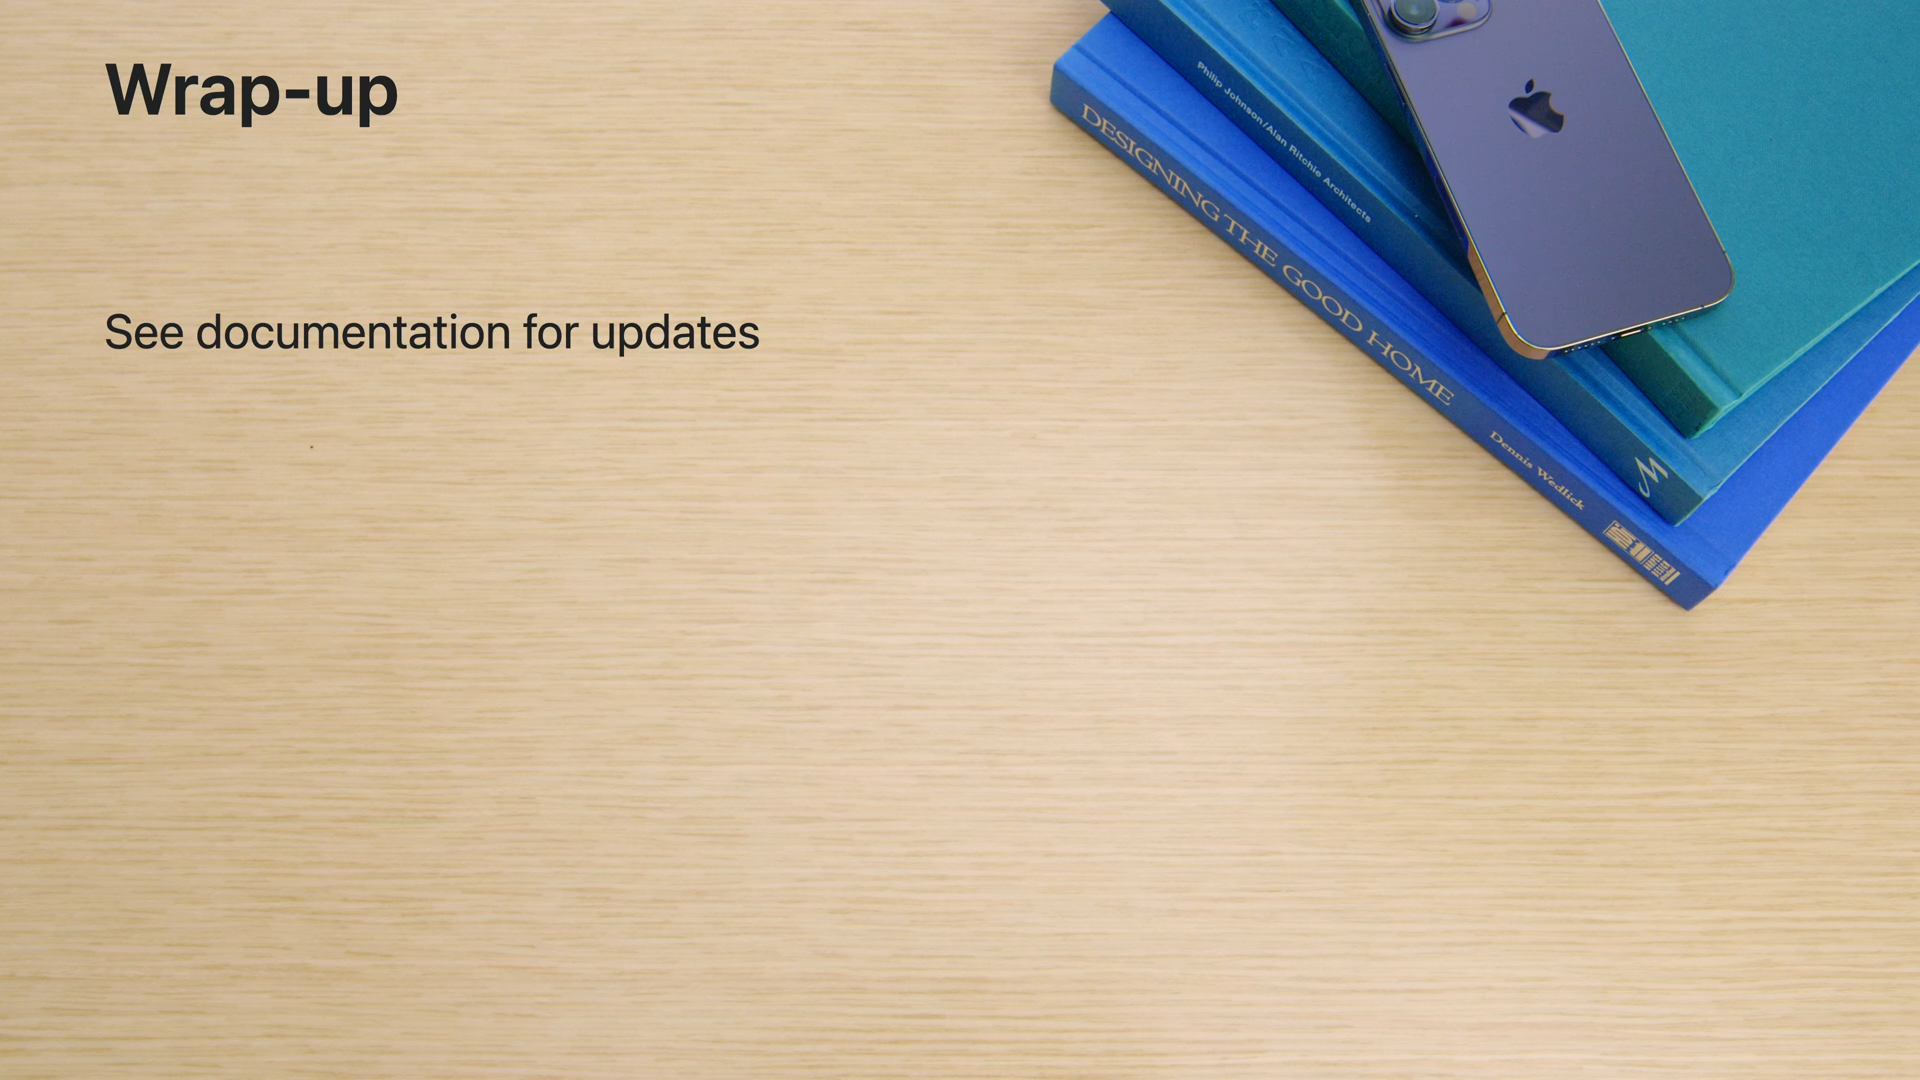 Wrap-up
See documentation for updates
Philip Johnson/Alan Ritchie Architects
DESIGNING THE GOOD HOME
Dennis Wedlick
M